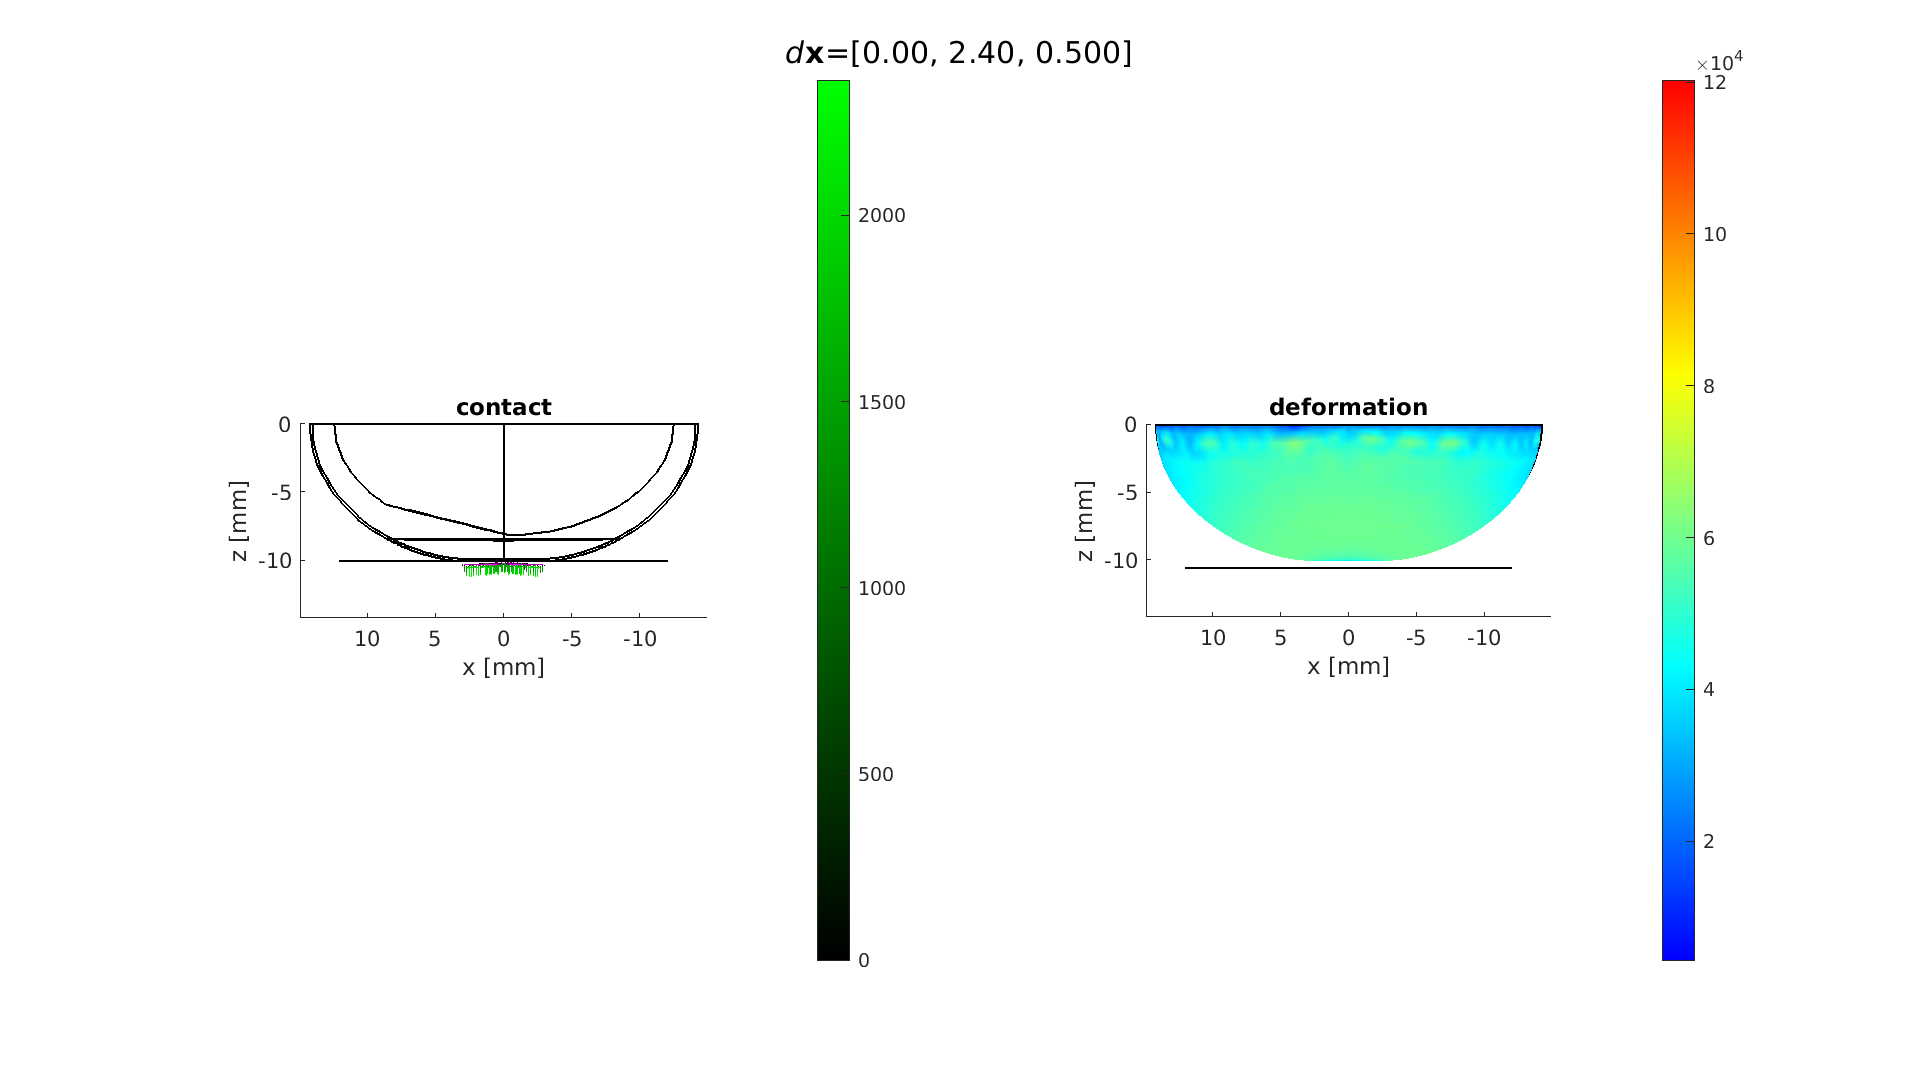 dx=[0.00, 2.40, 0.500]
contact
0
-5
-10
z [mm]
10 5 0 -5 -10
x [mm]
2000
1500
1000
500
0
deformation
0
-5
-10
z [mm]
10 5 0 -5 -10
x [mm]
×10⁴
12
10
8
6
4
2